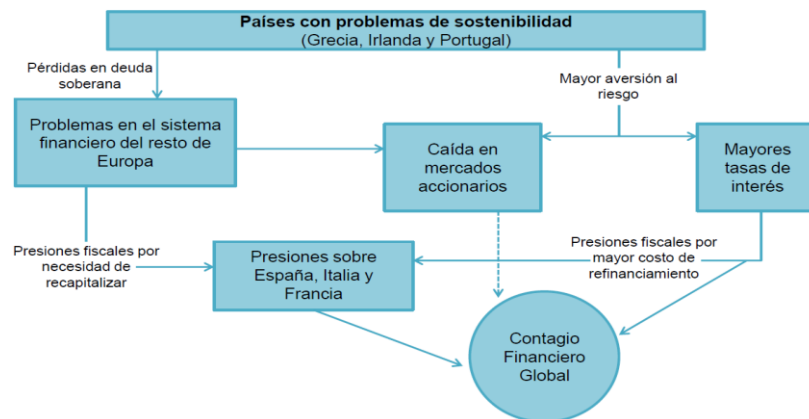 Países con problemas de sostenibilidad
(Grecia, Irlanda y Portugal)
Pérdidas en deuda
soberana
Mayor aversión al
riesgo
Problemas en el sistema
financiero del resto de
Europa
Caída en
mercados
accionarios
Mayores
tasas de
interés
Presiones fiscales por
necesidad de
recapitalizar
Presiones sobre
España, Italia y
Francia
Presiones fiscales por
mayor costo de
refinanciamiento
Contagio
Financiero
Global